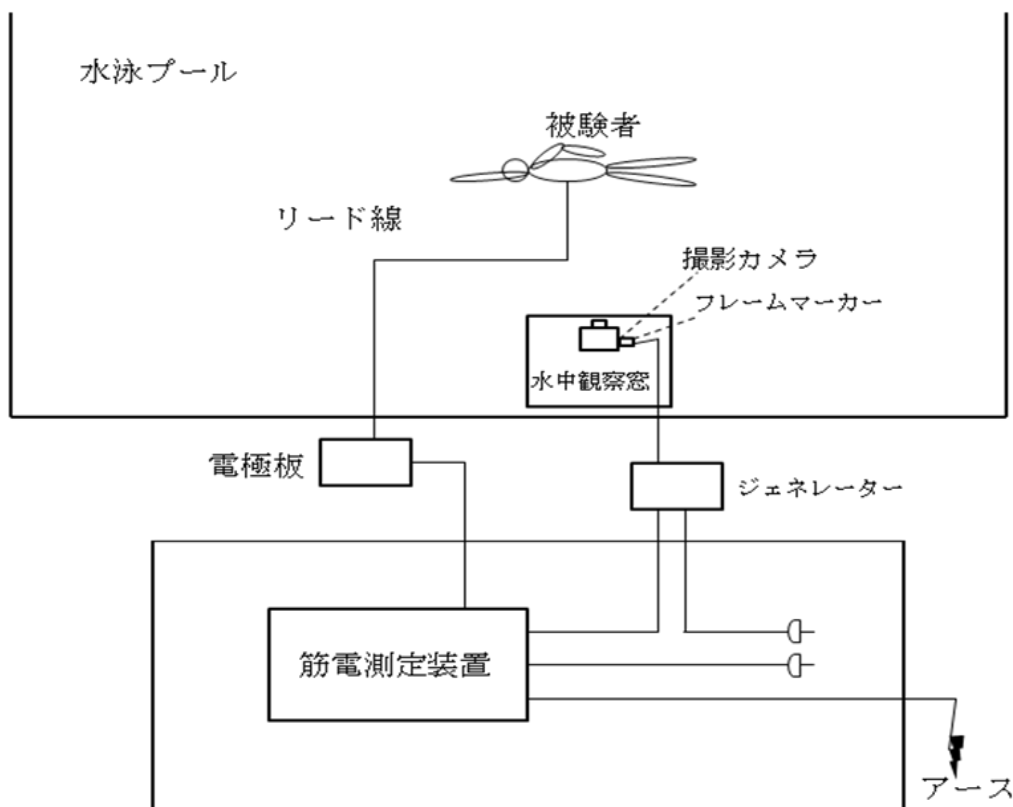 水泳プール
被験者
リード線
撮影カメラ
フレームマーカー
水中観察窓
電極板
ジェネレーター
筋電測定装置
アース